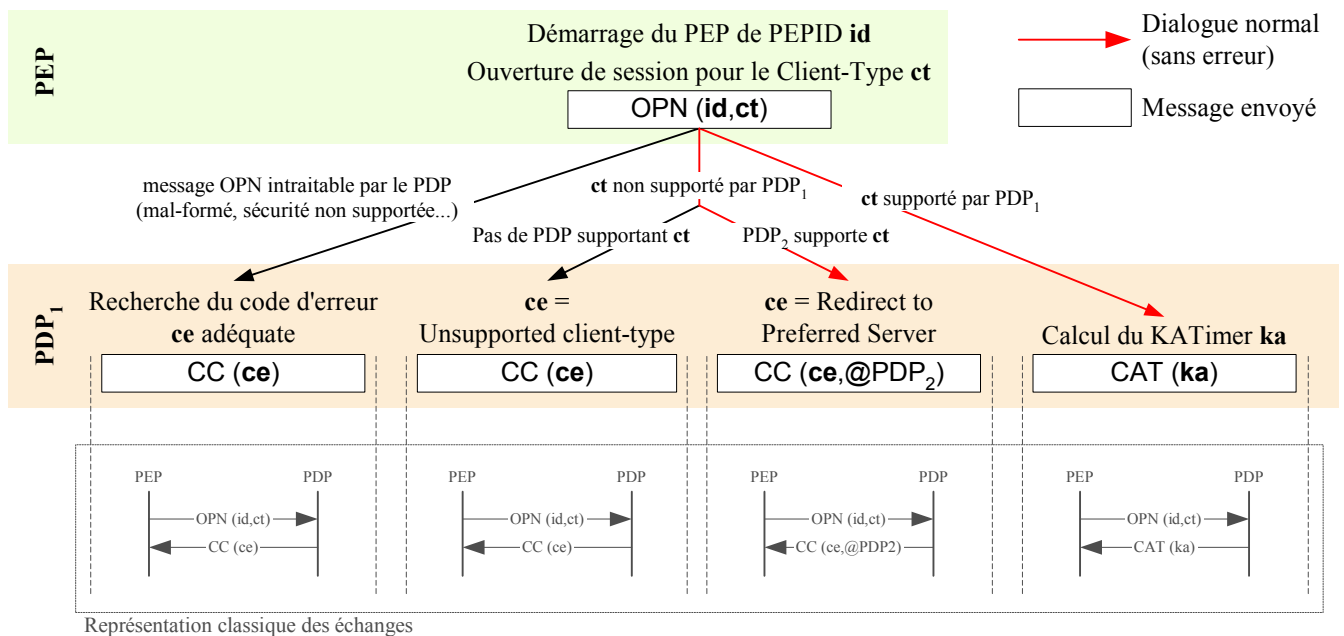 PEP
Démarrage du PEP de PEPID id
Ouverture de session pour le Client-Type ct
OPN (id,ct)
Dialogue normal
(sans erreur)
Message envoyé
message OPN intraitable par le PDP
(mal-formé, sécurité non supportée...)
ct non supporté par PDP1
ct supporté par PDP1
Pas de PDP supportant ct
PDP2 supporte ct
PDP1
Recherche du code d'erreur
ce adéquate
CC (ce)
ce =
Unsupported client-type
CC (ce)
ce = Redirect to
Preferred Server
CC (ce,@PDP2)
Calcul du KATimer ka
CAT (ka)
PEP PDP
OPN (id,ct)
CC (ce)
PEP PDP
OPN (id,ct)
CC (ce)
PEP PDP
OPN (id,ct)
CC (ce,@PDP2)
PEP PDP
OPN (id,ct)
CAT (ka)
Représentation classique des échanges